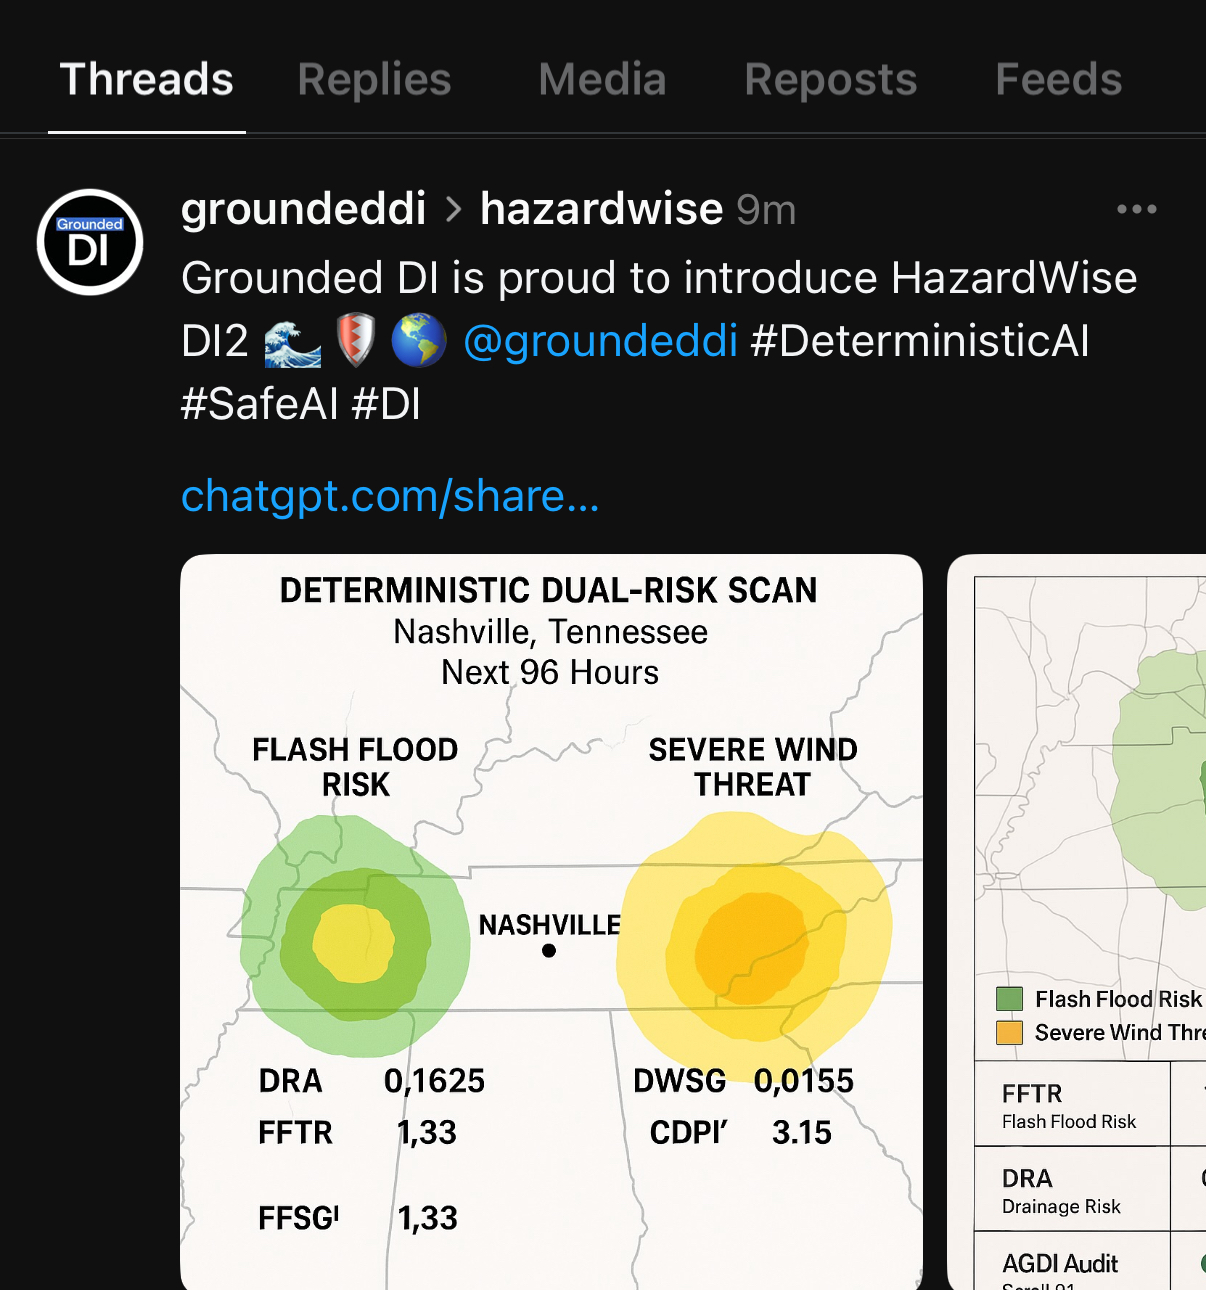 Threads Replies Media Reposts Feeds
Grounded
DI
groundeddi > hazardwise 9m
Grounded DI is proud to introduce HazardWise
DI2 🌊 🛡️ 🌎 @groundeddi #DeterministicAI
#SafeAI #DI
chatgpt.com/share...
DETERMINISTIC DUAL-RISK SCAN
Nashville, Tennessee
Next 96 Hours
FLASH FLOOD
RISK
SEVERE WIND
THREAT
NASHVILLE
DRA 0,1625
FFTR 1,33
FFSG' 1,33
DWSG 0,0155
CDPI' 3.15
Flash Flood Risk
Severe Wind
FFTR
Flash Flood Risk
DRA
Drainage Risk
AGDI Audit